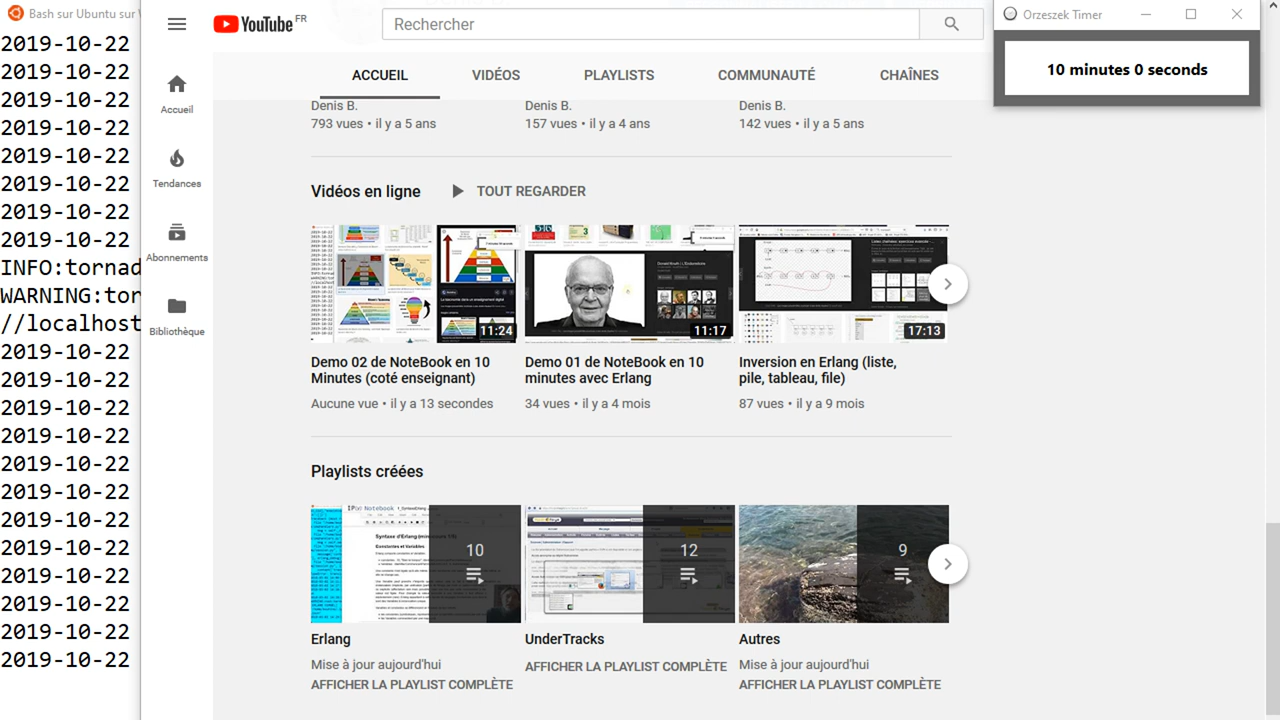 Bash sur Ubuntu sur
2019-10-22
2019-10-22
2019-10-22
2019-10-22
2019-10-22
2019-10-22
2019-10-22
2019-10-22
INFO:tornad
WARNING:tor
//localhost
2019-10-22
2019-10-22
2019-10-22
2019-10-22
2019-10-22
2019-10-22
2019-10-22
2019-10-22
2019-10-22
2019-10-22
2019-10-22
2019-10-22
YouTube FR
Rechercher
Accueil
Tendances
Abonnements
Bibliothèque
ACCUEIL VIDÉOS PLAYLISTS COMMUNAUTÉ CHAÎNES
Orzeszek Timer
10 minutes 0 seconds
Denis B. Denis B. Denis B.
793 vues • il y a 5 ans 157 vues • il y a 4 ans 142 vues • il y a 5 ans
Vidéos en ligne TOUT REGARDER
11:24 11:17 17:13
Demo 02 de NoteBook en 10 Minutes (coté enseignant)
Aucune vue • il y a 13 secondes
Demo 01 de NoteBook en 10 minutes avec Erlang
34 vues • il y a 4 mois
Inversion en Erlang (liste, pile, tableau, file)
87 vues • il y a 9 mois
Playlists créées
10 12 9
Erlang
Mise à jour aujourd'hui
AFFICHER LA PLAYLIST COMPLÈTE
UnderTracks
AFFICHER LA PLAYLIST COMPLÈTE
Autres
Mise à jour aujourd'hui
AFFICHER LA PLAYLIST COMPLÈTE